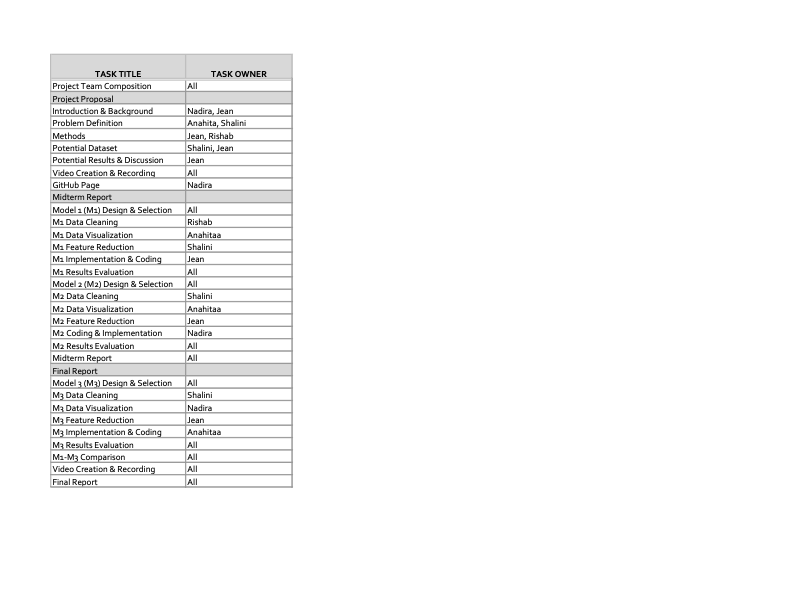 TASK TITLE TASK OWNER
Project Team Composition All
Project Proposal
Introduction & Background Nadira, Jean
Problem Definition Anahita, Shalini
Methods Jean, Rishab
Potential Dataset Shalini, Jean
Potential Results & Discussion Jean
Video Creation & Recording All
GitHub Page Nadira
Midterm Report
Model 1 (M1) Design & Selection All
M1 Data Cleaning Rishab
M1 Data Visualization Anahitaa
M1 Feature Reduction Shalini
M1 Implementation & Coding Jean
M1 Results Evaluation All
Model 2 (M2) Design & Selection All
M2 Data Cleaning Shalini
M2 Data Visualization Anahitaa
M2 Feature Reduction Jean
M2 Coding & Implementation Nadira
M2 Results Evaluation All
Midterm Report All
Final Report
Model 3 (M3) Design & Selection All
M3 Data Cleaning Shalini
M3 Data Visualization Nadira
M3 Feature Reduction Jean
M3 Implementation & Coding Anahitaa
M3 Results Evaluation All
M1-M3 Comparison All
Video Creation & Recording All
Final Report All